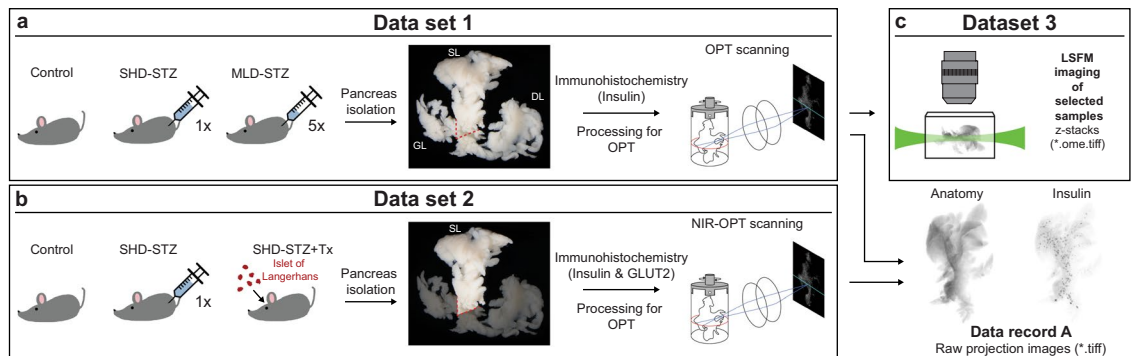 a
Data set 1
Control
SHD-STZ
1x
MLD-STZ
5x
Pancreas
isolation
SL
DL
GL
Immunohistochemistry
(Insulin)
Processing for
OPT
OPT scanning
b
Data set 2
Control
SHD-STZ
1x
SHD-STZ+Tx
Islet of
Langerhans
Pancreas
isolation
SL
Immunohistochemistry
(Insulin & GLUT2)
Processing for
OPT
NIR-OPT scanning
c
Dataset 3
LSFM
imaging
of
selected
samples
z-stacks
(*.ome.tiff)
Anatomy
Insulin
Data record A
Raw projection images (*.tiff)